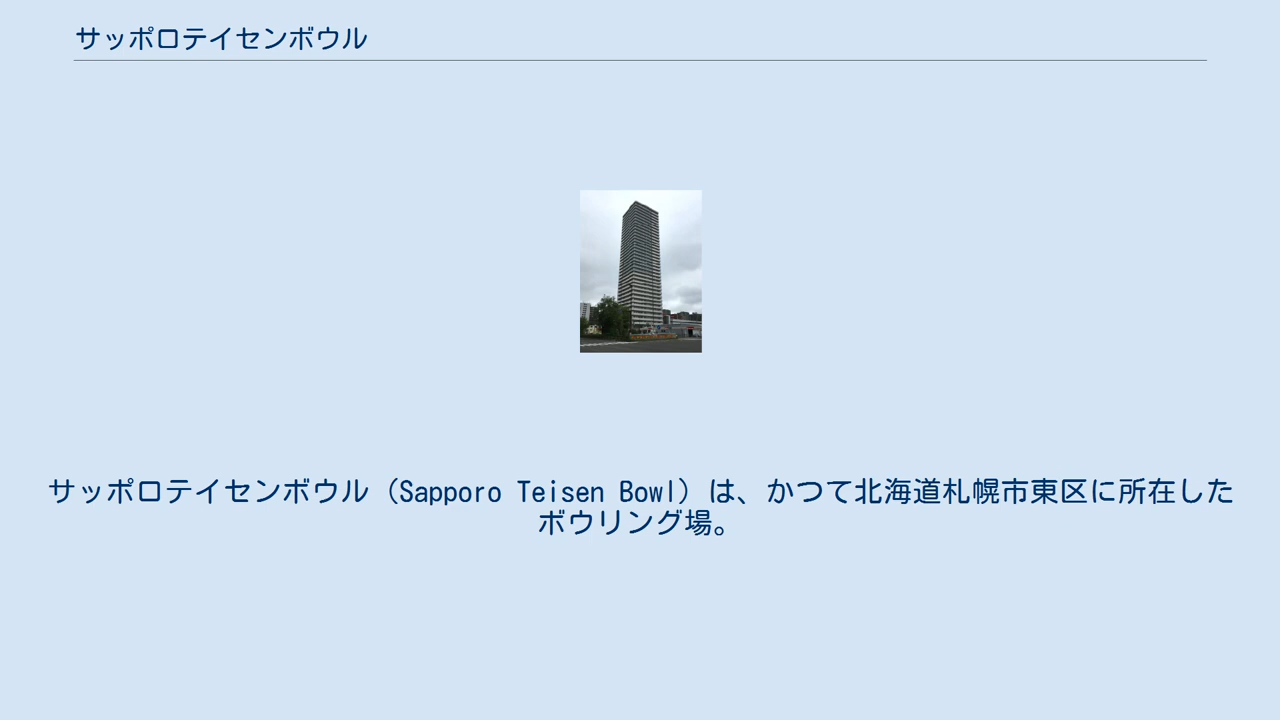 サッポロテイセンボウル
サッポロテイセンボウル（Sapporo Teisen Bowl）は、かつて北海道札幌市東区に所在した
ボウリング場。